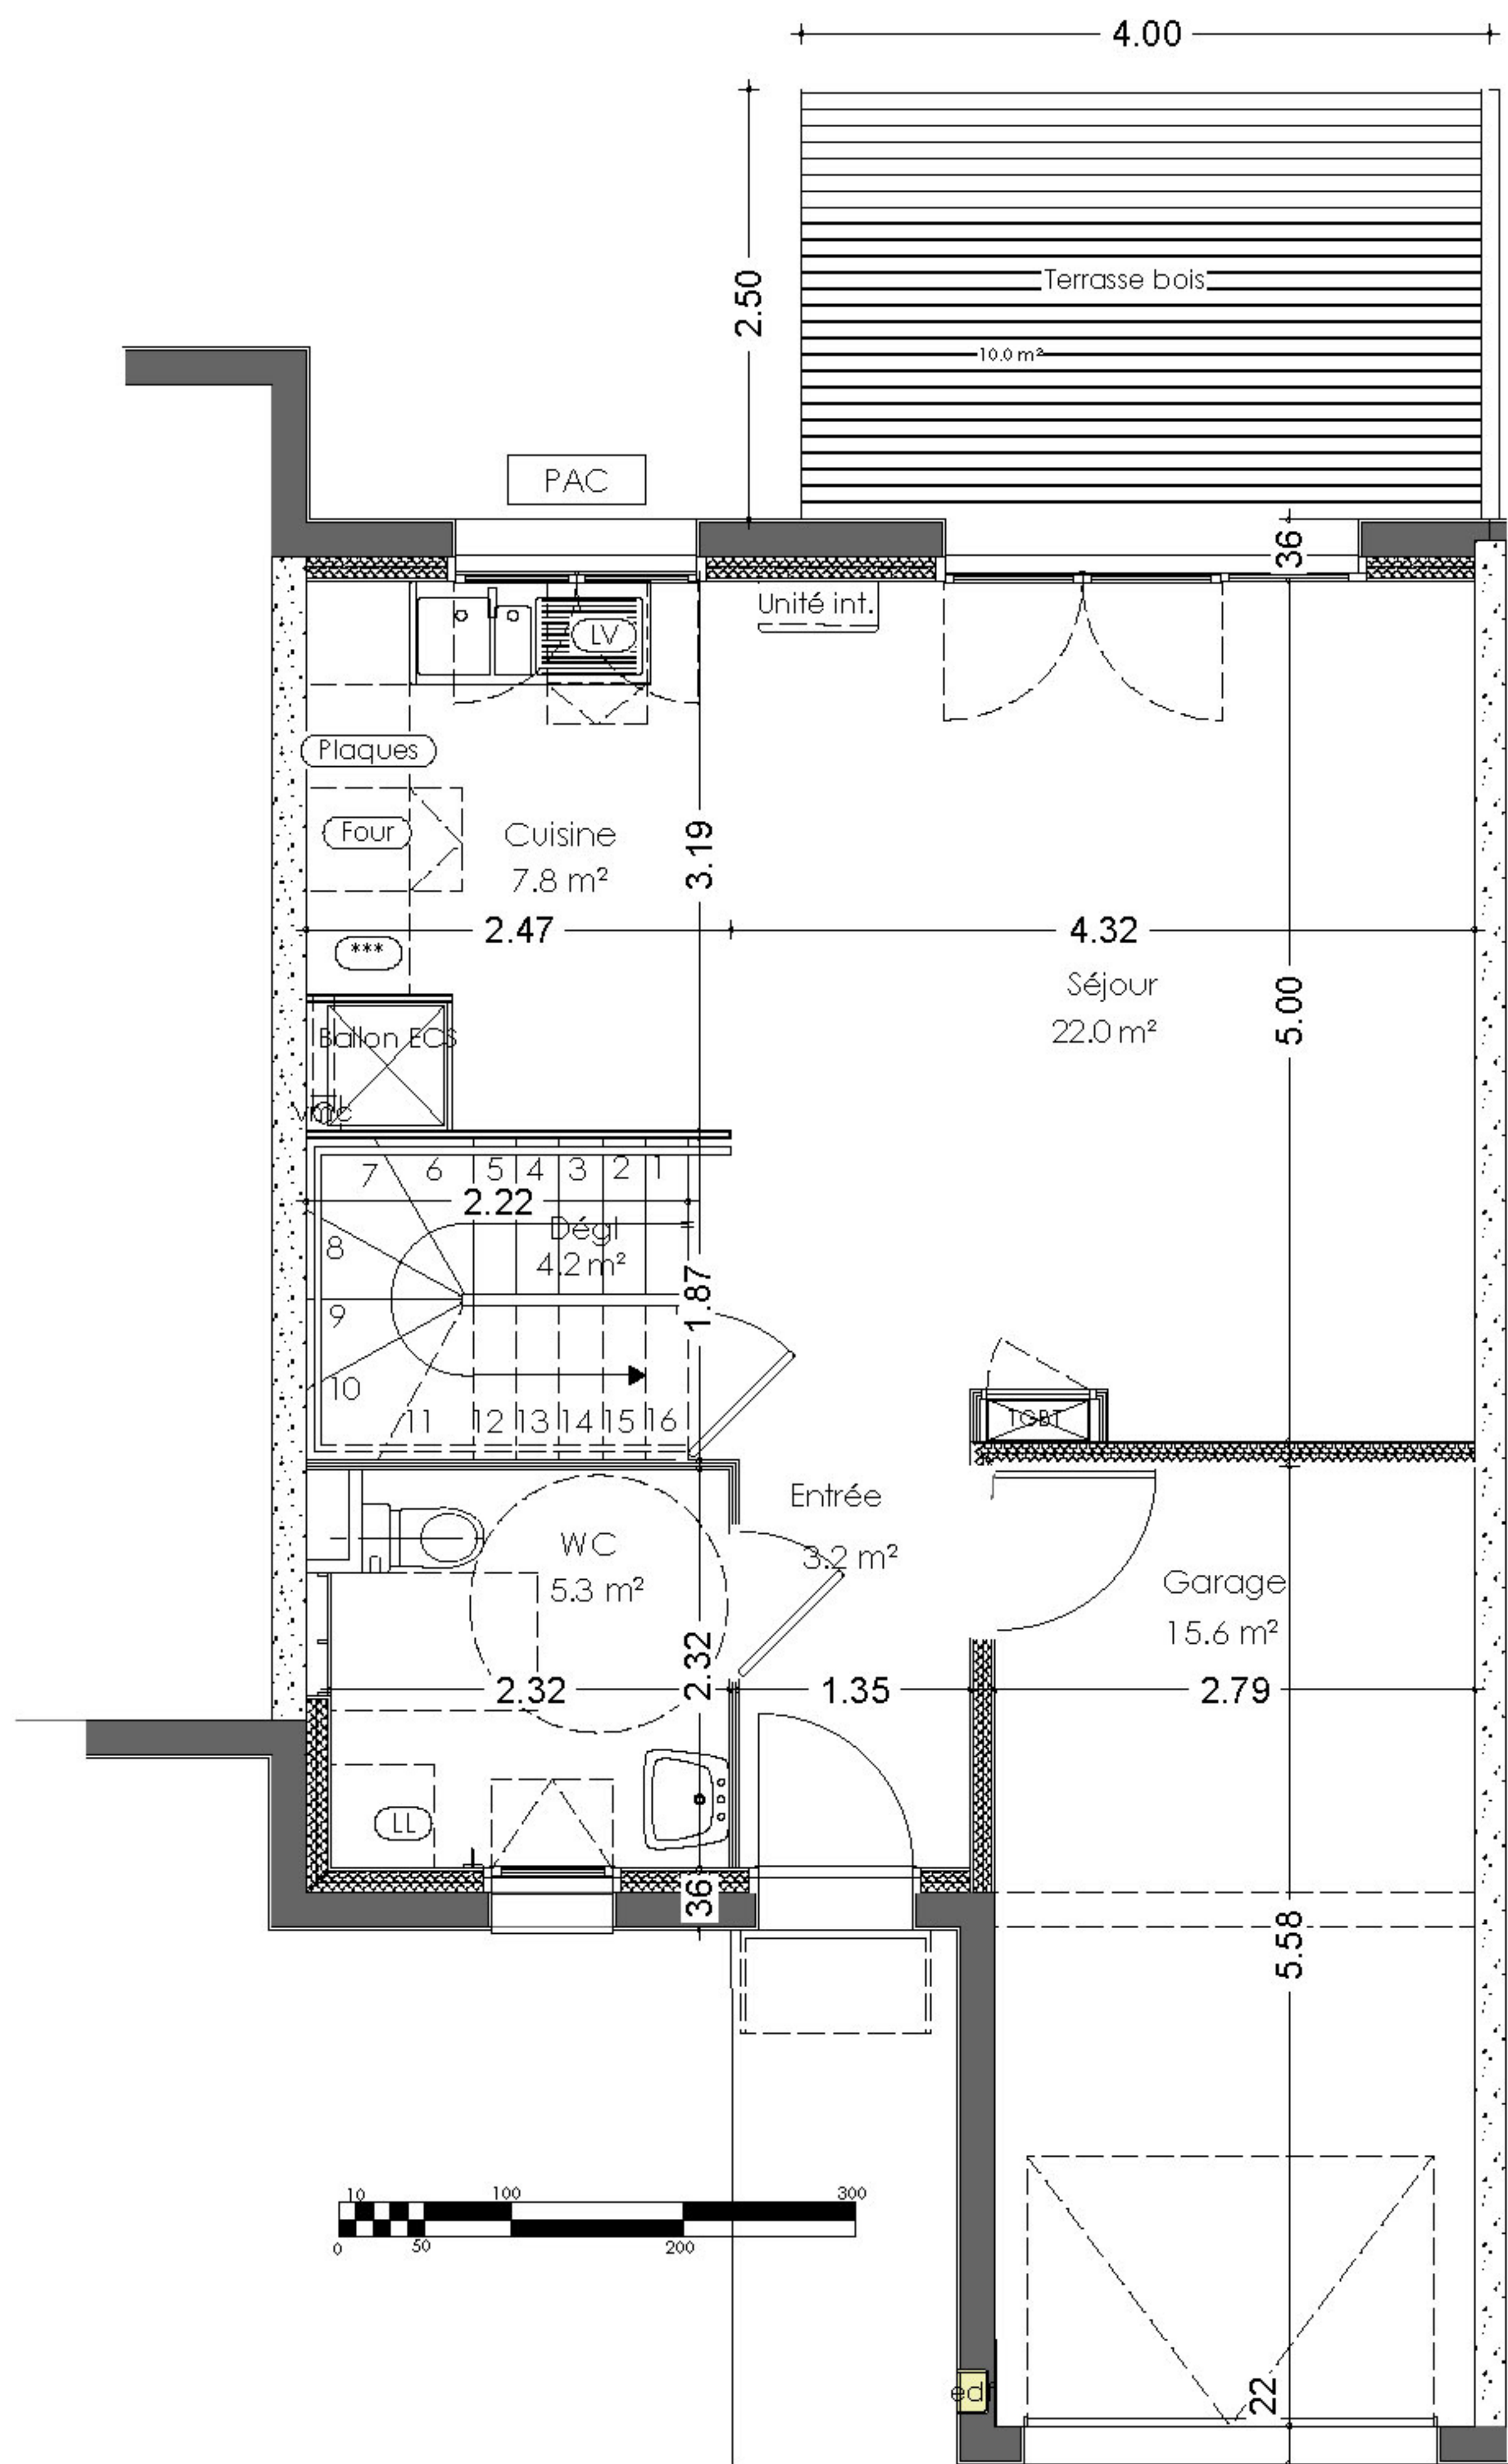 4.00
2.50
Terrasse bois
10.0 m²
PAC
36
Unité int.
LV
Plaques
Four
Cuisine
7.8 m²
3.19
2.47
4.32
***
Séjour
22.0 m²
5.00
Ballon ECS
vmc
7 6 5 4 3 2 1
2.22
Dégl
4.2 m²
8
9
10
1.87
11 12 13 14 15 16
TGBT
Entrée
3.2 m²
WC
5.3 m²
Garage
15.6 m²
2.32
2.32
1.35
2.79
LL
36
5.58
10 100 300
0 50 200
22
edf